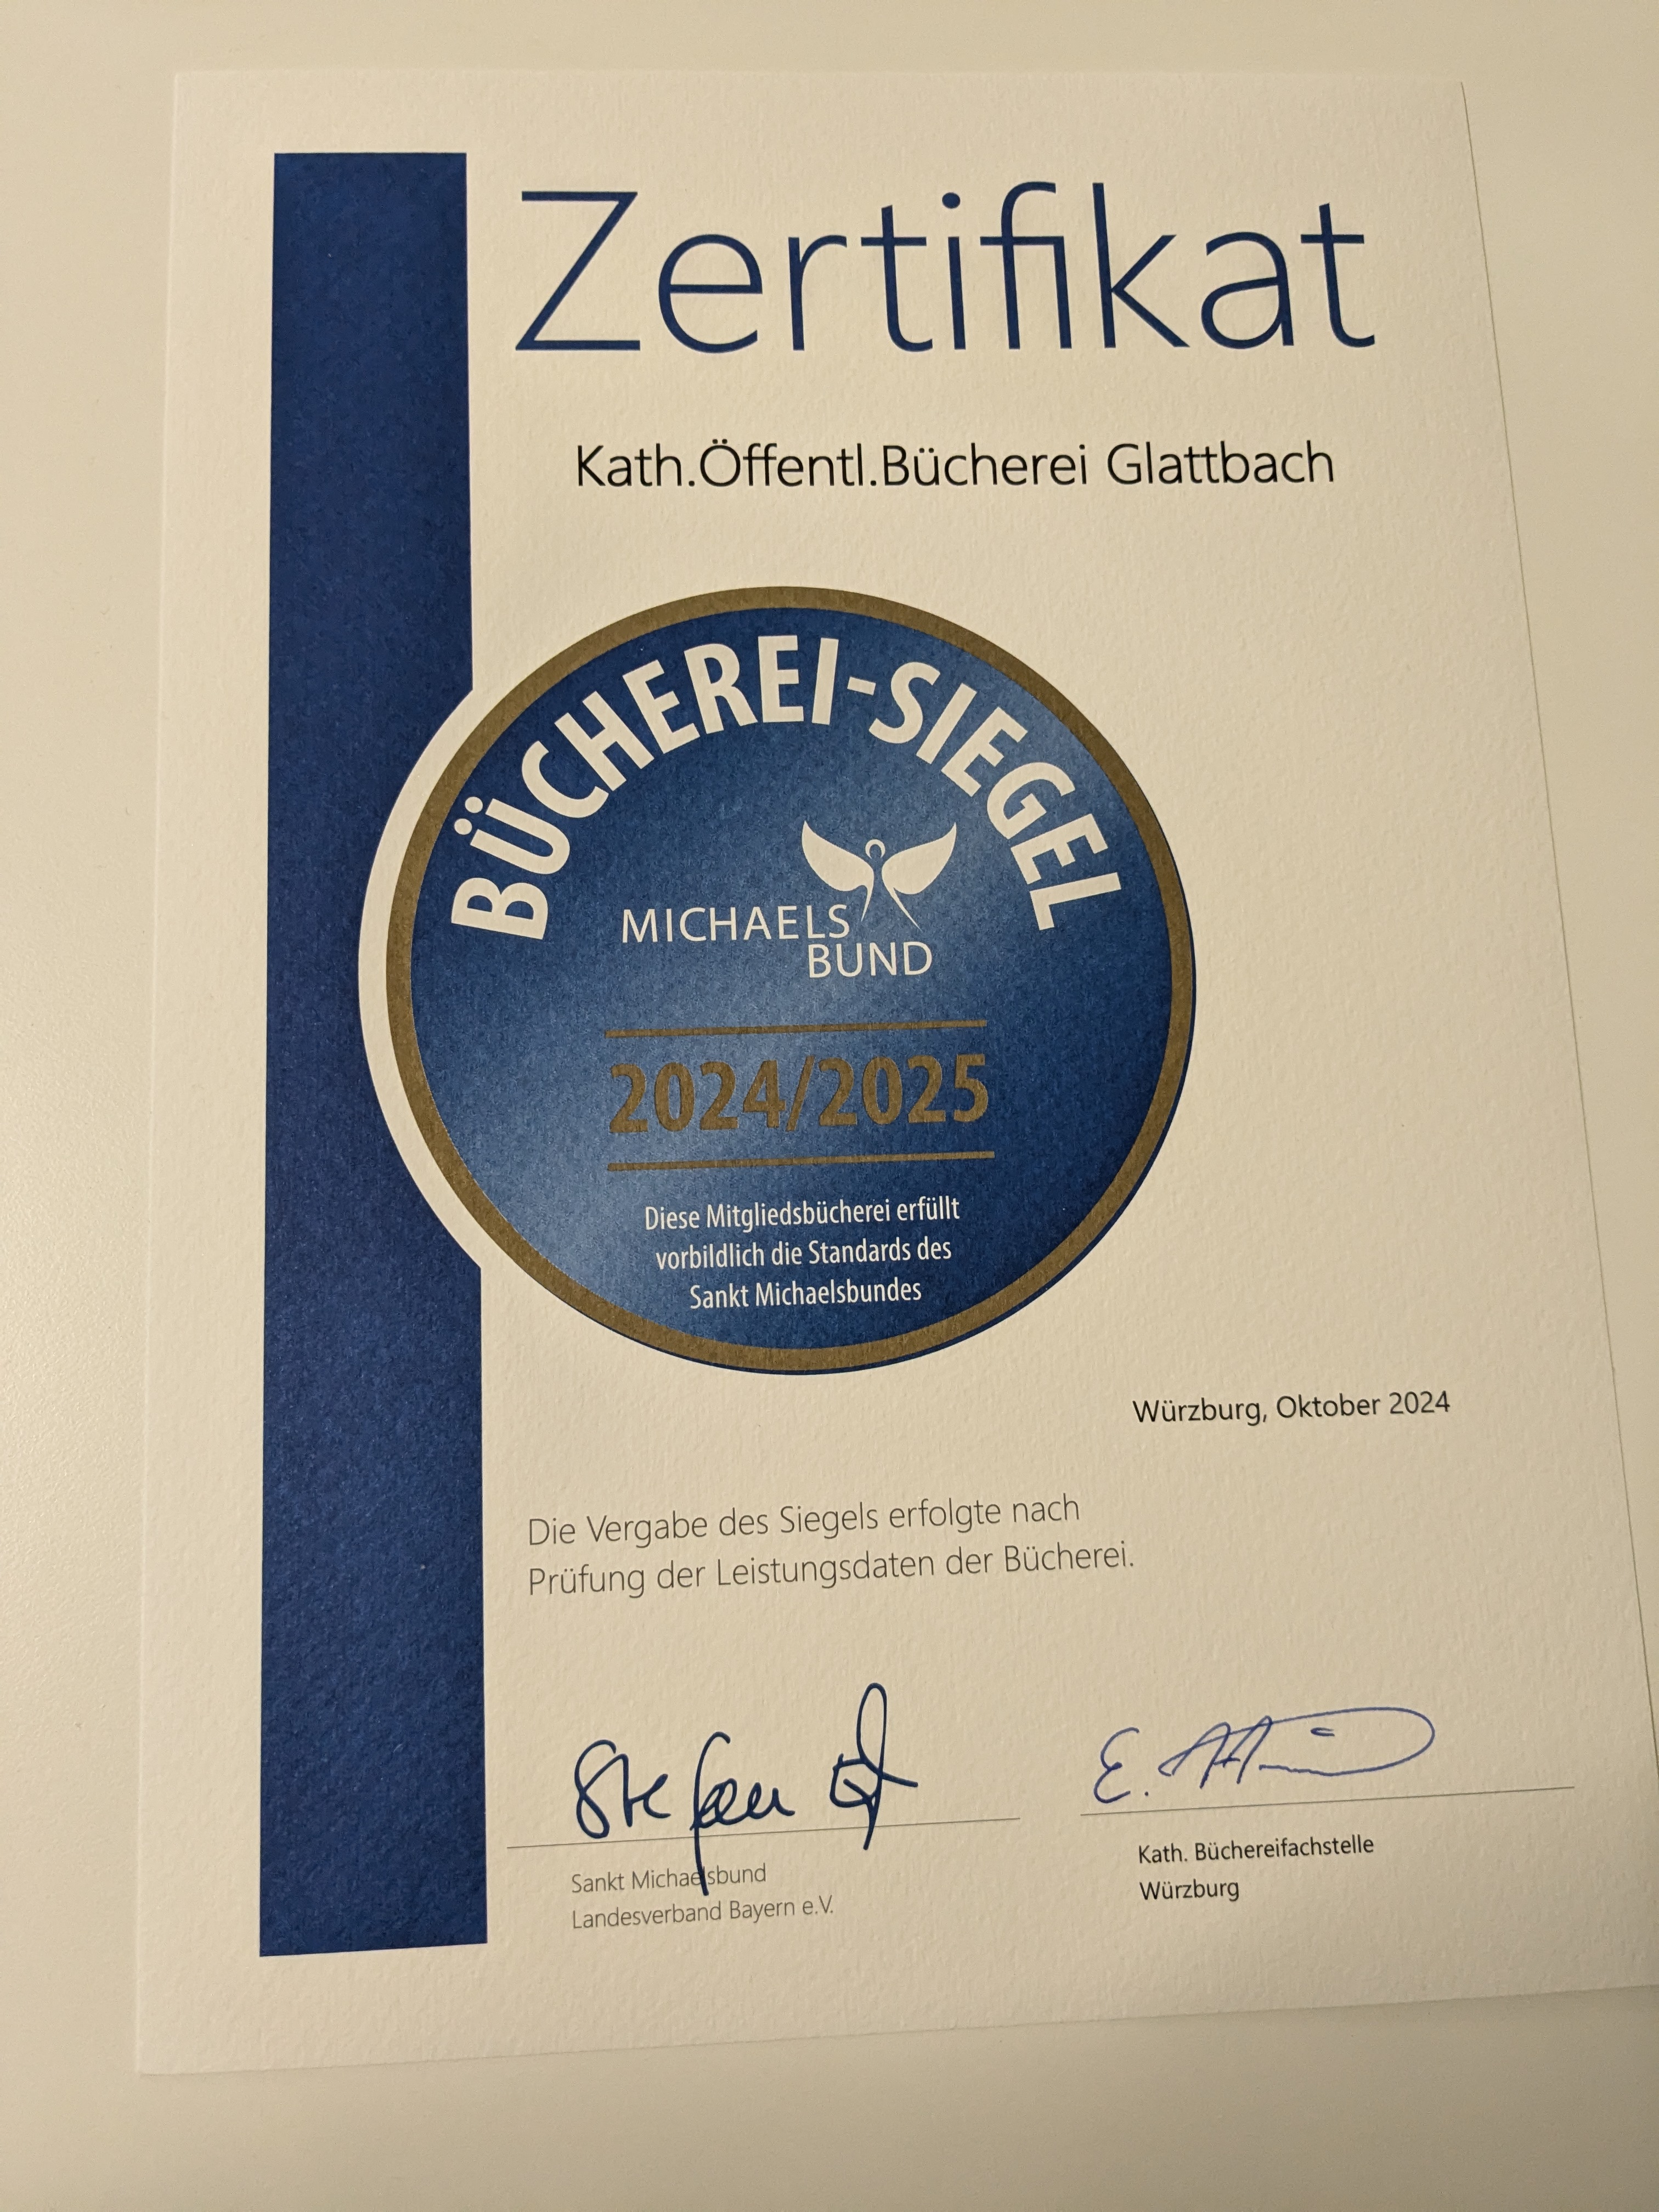 Zertifikat
Kath.Öffentl.Bücherei Glattbach
BÜCHEREI-SIEGEL
MICHAELS
BUND
2024/2025
Diese Mitgliedsbücherei erfüllt
vorbildlich die Standards des
Sankt Michaelsbundes
Würzburg, Oktober 2024
Die Vergabe des Siegels erfolgte nach
Prüfung der Leistungsdaten der Bücherei.
Stefan
E.
Sankt Michaelsbund
Landesverband Bayern e.V.
Kath. Büchereifachstelle
Würzburg